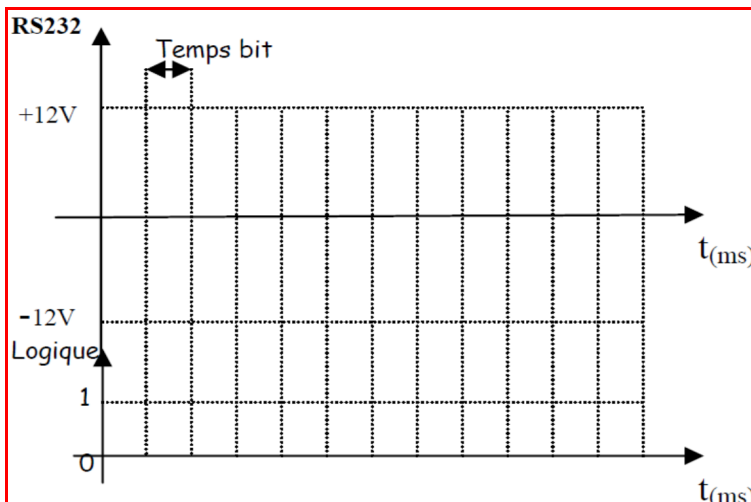 RS232
Temps bit
+12V
t(ms)
-12V
Logique
1
0
t(ms)